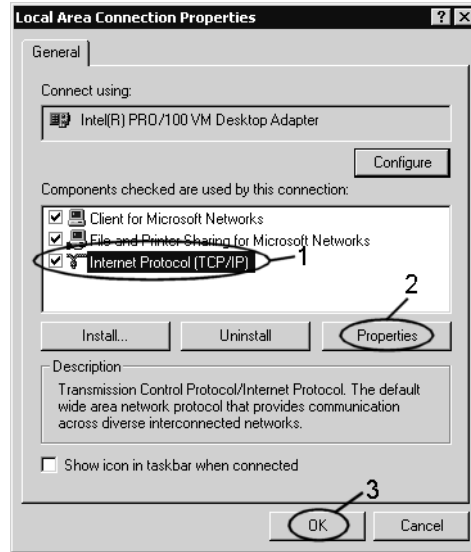 Local Area Connection Properties
General
Connect using:
Intel(R) PRO/100 VM Desktop Adapter
Configure
Components checked are used by this connection:
Client for Microsoft Networks
File and Printer Sharing for Microsoft Networks
Internet Protocol (TCP/IP)
1
2
Install... Uninstall Properties
Description
Transmission Control Protocol/Internet Protocol. The default
wide area network protocol that provides communication
across diverse interconnected networks.
Show icon in taskbar when connected
3
OK Cancel